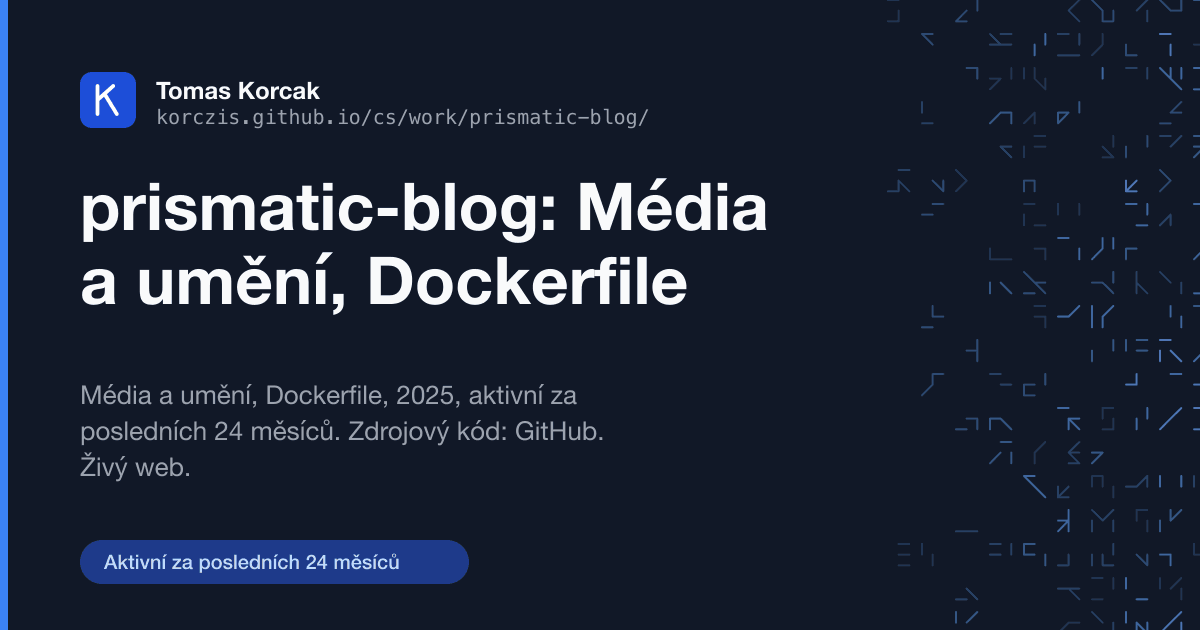 Tomas Korcak
korczis.github.io/cs/work/prismatic-blog/
prismatic-blog: Média
a umění, Dockerfile
Média a umění, Dockerfile, 2025, aktivní za
posledních 24 měsíců. Zdrojový kód: GitHub.
Živý web.
Aktivní za posledních 24 měsíců